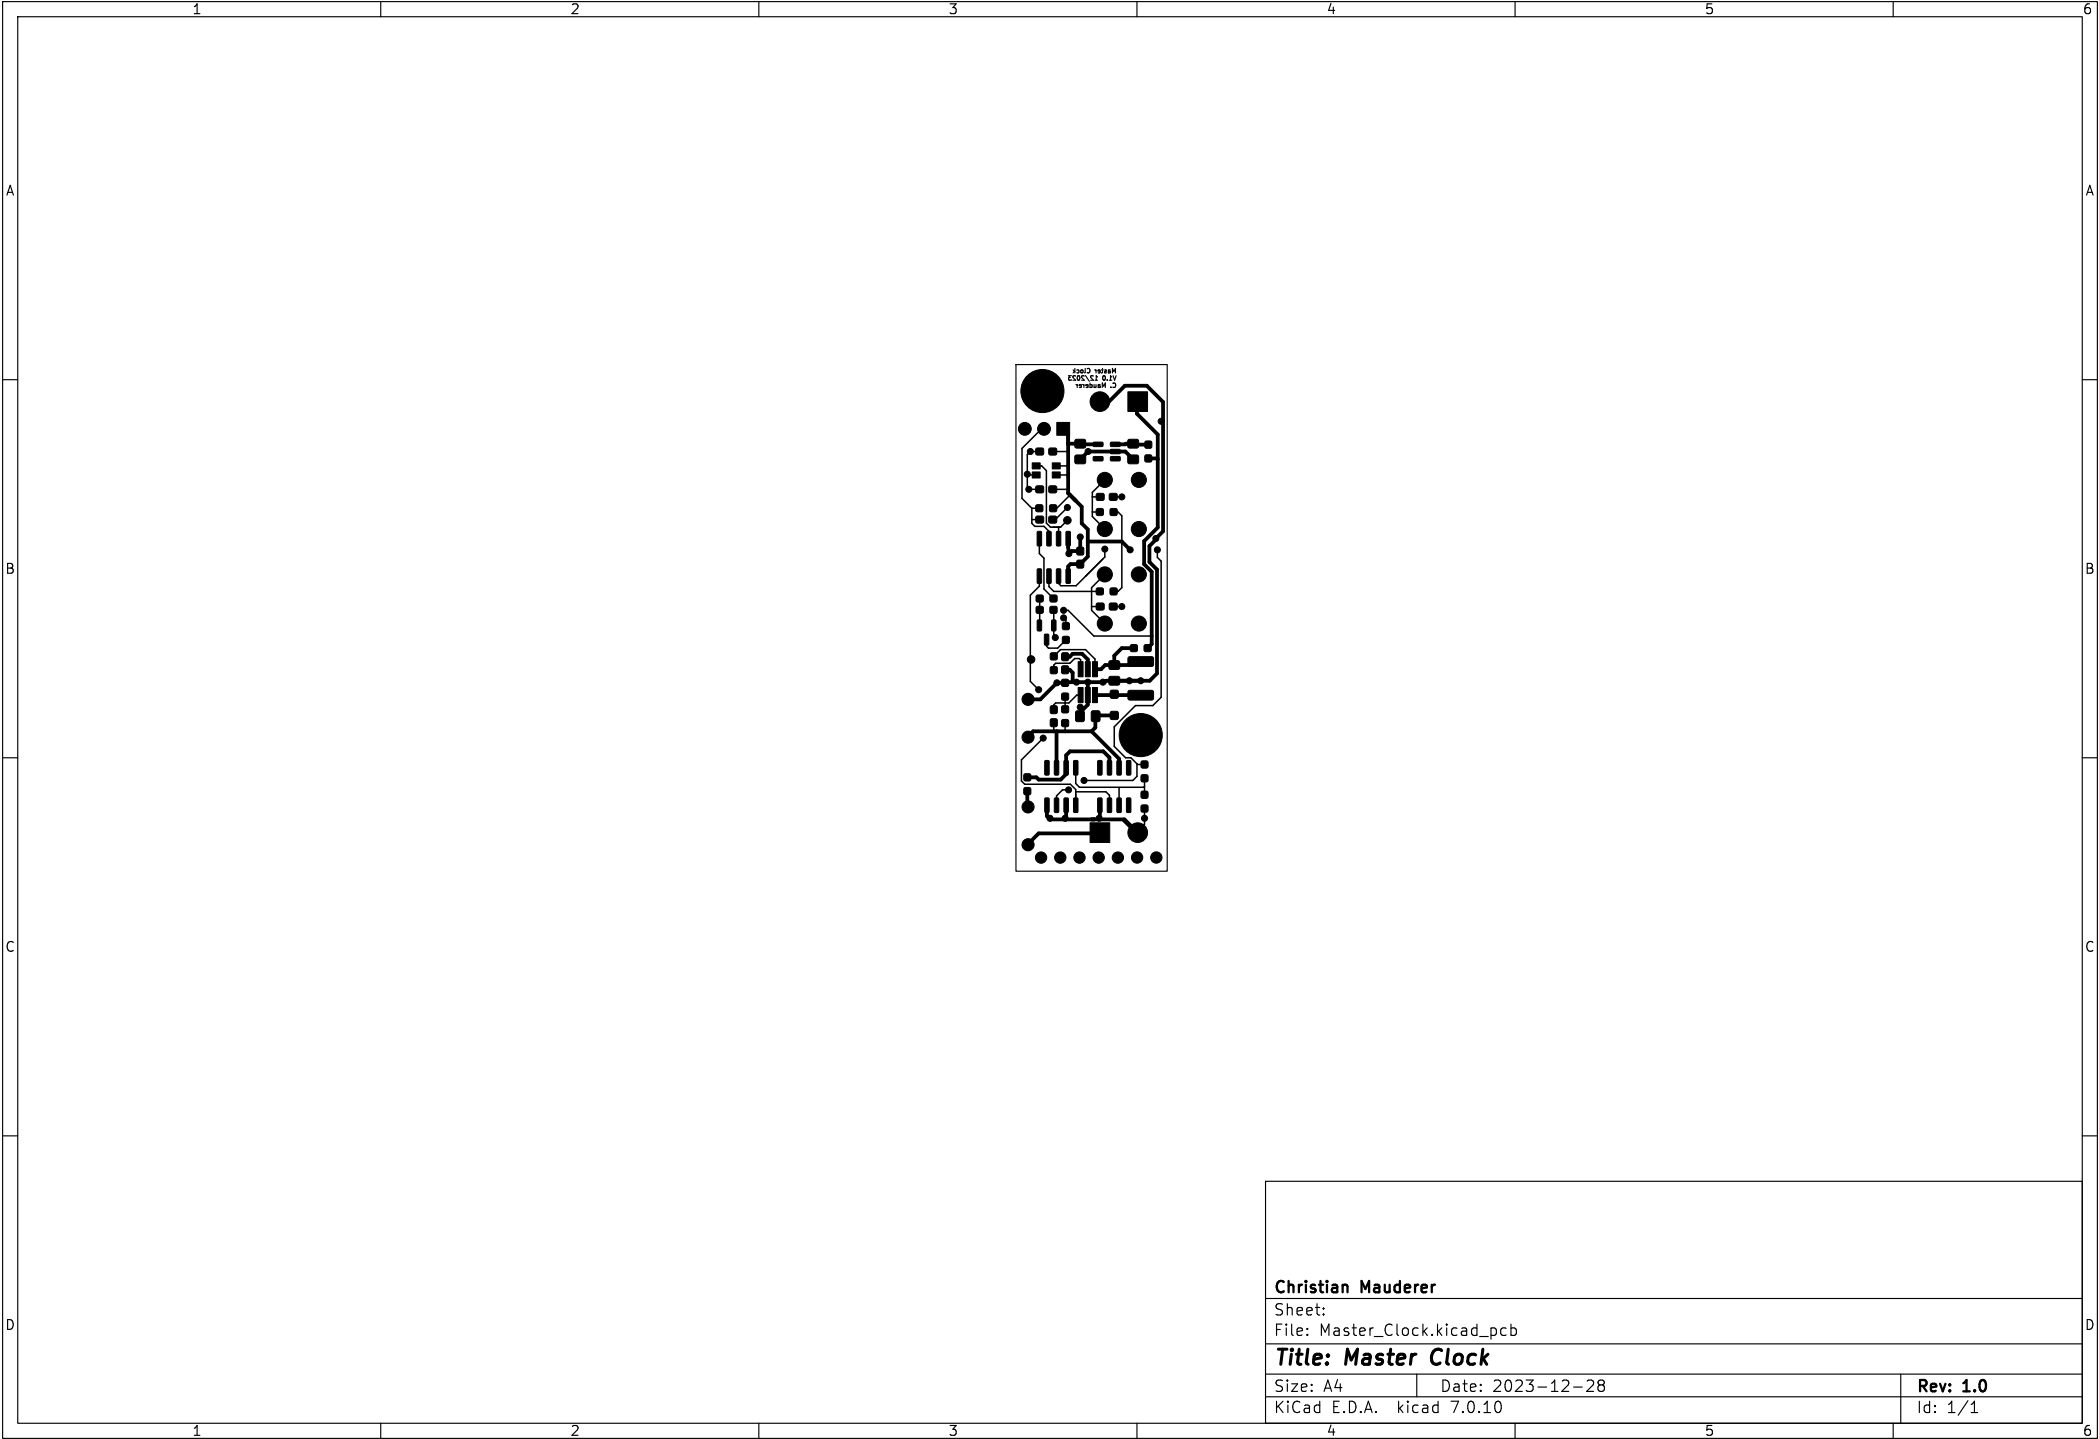 1 2 3 4 5 6
A A
Master Clock
V1.0 12/2023
C. Mauderer
B B
C C
Christian Mauderer
Sheet:
File: Master_Clock.kicad_pcb
D D
Title: Master Clock
Size: A4 Date: 2023-12-28 Rev: 1.0
KiCad E.D.A. kicad 7.0.10 Id: 1/1
1 2 3 4 5 6